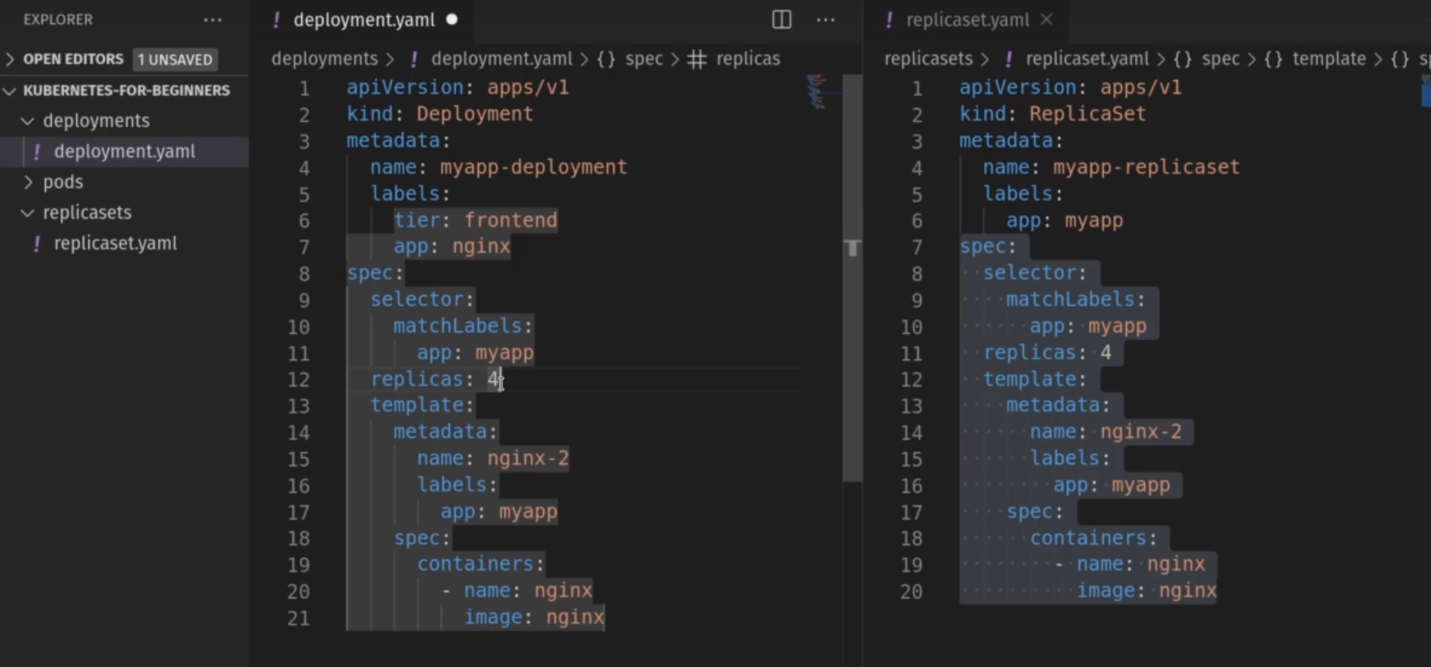 EXPLORER ...
OPEN EDITORS 1 UNSAVED
KUBERNETES-FOR-BEGINNERS
deployments
! deployment.yaml
pods
replicasets
! replicaset.yaml
! deployment.yaml ● ...
deployments > ! deployment.yaml > {} spec > # replicas
1 apiVersion: apps/v1
2 kind: Deployment
3 metadata:
4   name: myapp-deployment
5   labels:
6     tier: frontend
7     app: nginx
8 spec:
9   selector:
10     matchLabels:
11       app: myapp
12   replicas: 4
13   template:
14     metadata:
15       name: nginx-2
16       labels:
17         app: myapp
18     spec:
19       containers:
20         - name: nginx
21           image: nginx
! replicaset.yaml ×
replicasets > ! replicaset.yaml > {} spec > {} template > {} sp
1 apiVersion: apps/v1
2 kind: ReplicaSet
3 metadata:
4   name: myapp-replicaset
5   labels:
6     app: myapp
7 spec:
8   selector:
9     matchLabels:
10       app: myapp
11   replicas: 4
12   template:
13     metadata:
14       name: nginx-2
15       labels:
16         app: myapp
17     spec:
18       containers:
19         - name: nginx
20           image: nginx